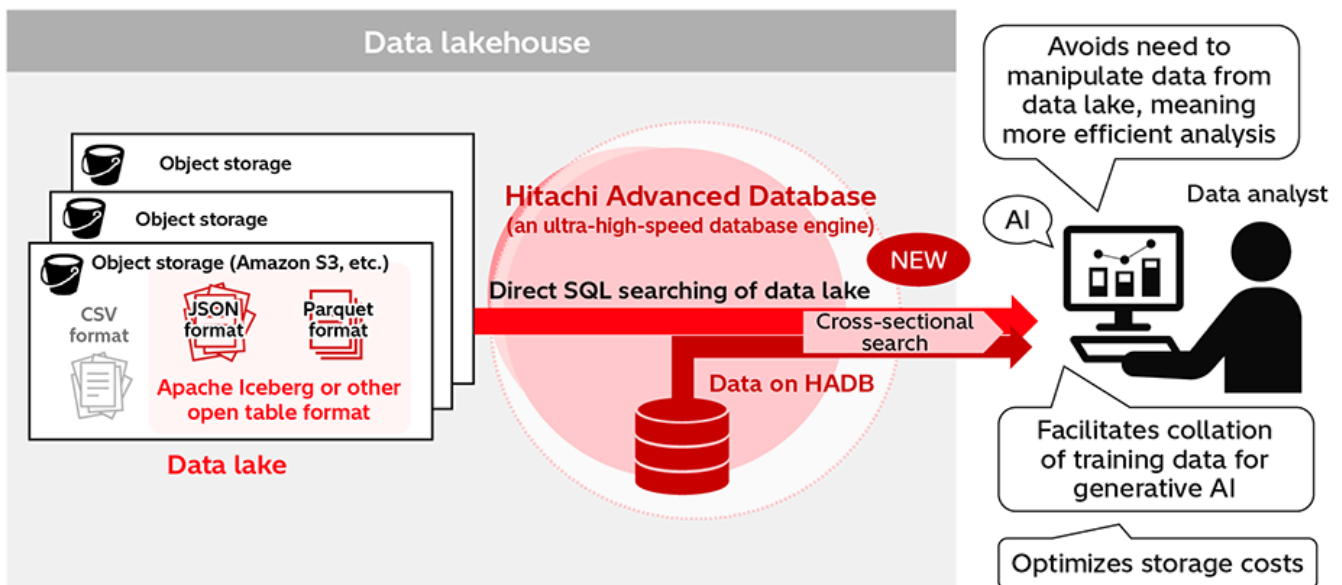 Data lakehouse
Object storage
Object storage
Object storage (Amazon S3, etc.)
CSV
format
JSON
format
Parquet
format
Apache Iceberg or other
open table format
Data lake
Hitachi Advanced Database
(an ultra-high-speed database engine)
NEW
Direct SQL searching of data lake
Cross-sectional
search
Data on HADB
Avoids need to
manipulate data from
data lake, meaning
more efficient analysis
AI
Data analyst
Facilitates collation
of training data for
generative AI
Optimizes storage costs